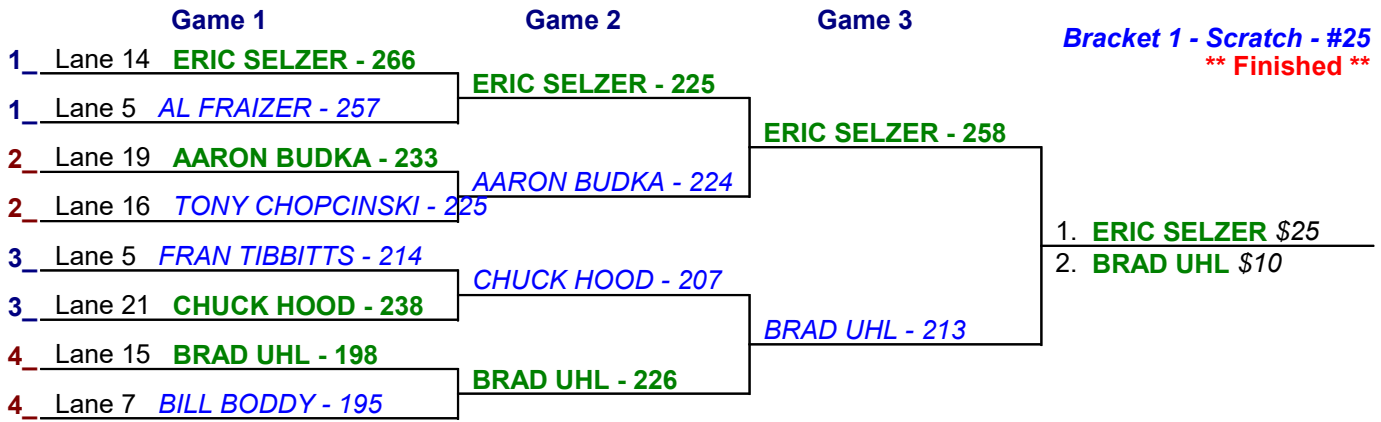 Game 1 Game 2 Game 3
Bracket 1 - Scratch - #25
** Finished **
1_ Lane 14 ERIC SELZER - 266
ERIC SELZER - 225
1_ Lane 5 AL FRAIZER - 257
ERIC SELZER - 258
2_ Lane 19 AARON BUDKA - 233
AARON BUDKA - 224
2_ Lane 16 TONY CHOPCINSKI - 225
1. ERIC SELZER $25
3_ Lane 5 FRAN TIBBITTS - 214
2. BRAD UHL $10
CHUCK HOOD - 207
3_ Lane 21 CHUCK HOOD - 238
BRAD UHL - 213
4_ Lane 15 BRAD UHL - 198
BRAD UHL - 226
4_ Lane 7 BILL BODDY - 195